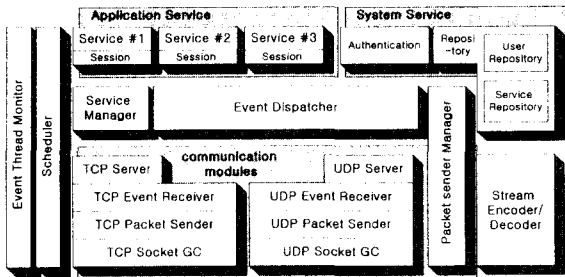 Application Service
System Service
Service #1
Session
Service #2
Session
Service #3
Session
Authentication
Reposi
-tory
User
Repository
Service
Repository
Event Thread Monitor
Scheduler
Service
Manager
Event Dispatcher
Packet sender Manager
communication
modules
TCP Server
UDP Server
TCP Event Receiver
TCP Packet Sender
TCP Socket GC
UDP Event Receiver
UDP Packet Sender
UDP Socket GC
Stream
Encoder/
Decoder